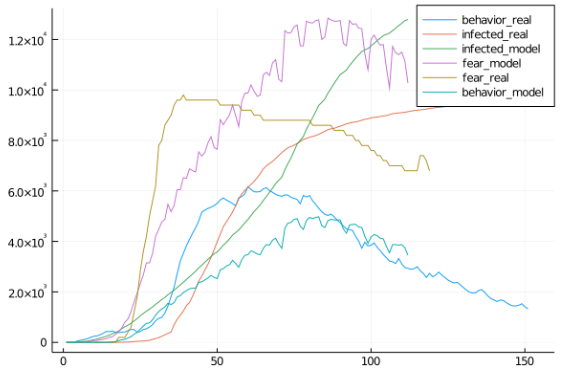 1.2×10⁴
1.0×10⁴
8.0×10³
6.0×10³
4.0×10³
2.0×10³
0
0
50
100
150
behavior_real
infected_real
infected_model
fear_model
fear_real
behavior_model